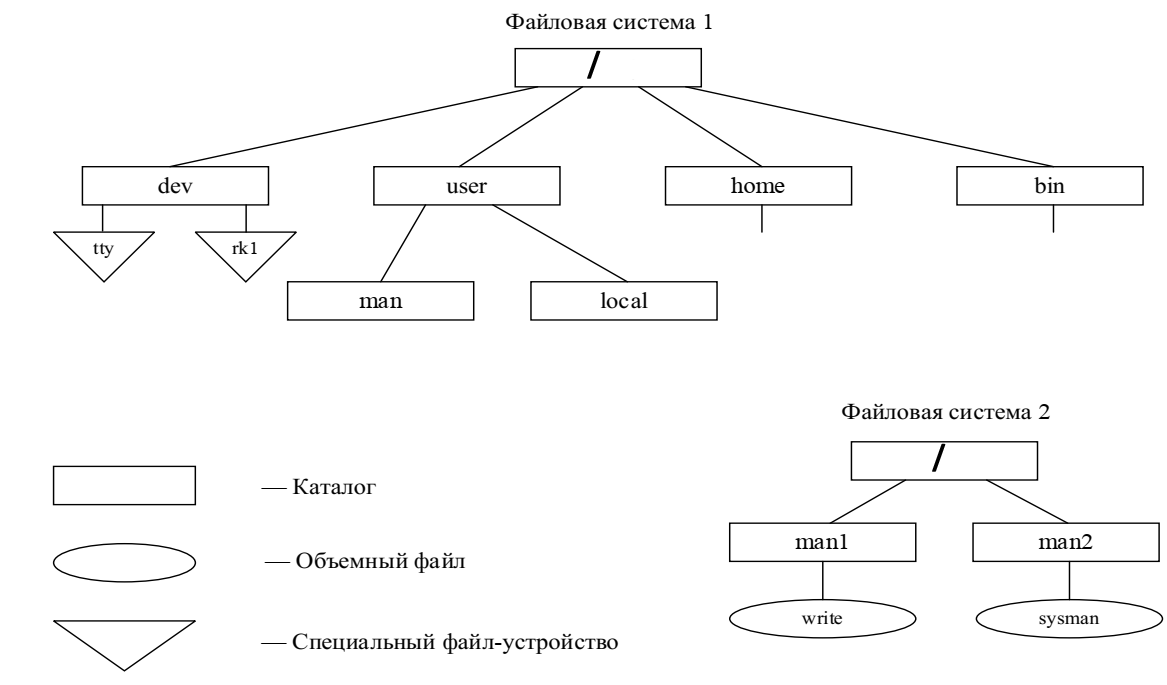 Файловая система 1
/
dev
user
home
bin
tty
rk1
man
local
Файловая система 2
/
— Каталог
man1
man2
— Объемный файл
write
sysman
— Специальный файл-устройство